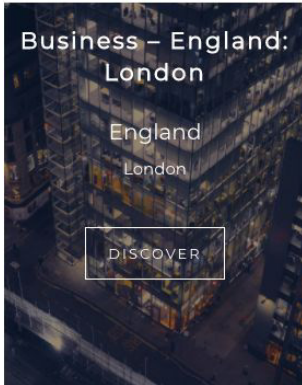 Business – England:
London
England
London
DISCOVER